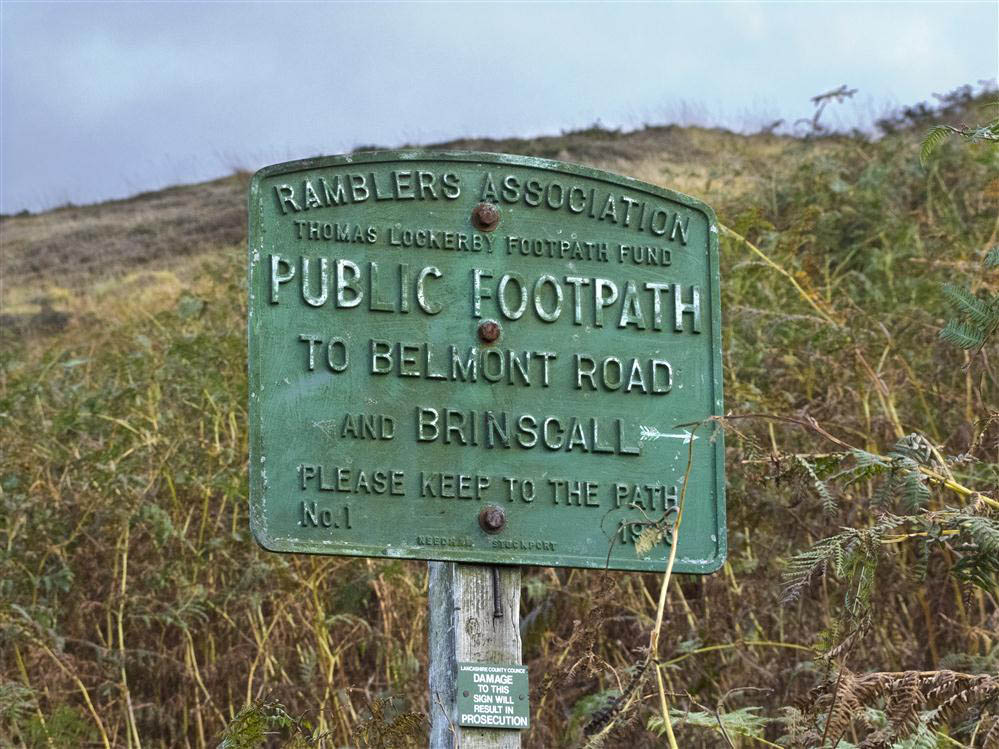 RAMBLERS ASSOCIATION
THOMAS LOCKERBY FOOTPATH FUND
PUBLIC FOOTPATH
TO BELMONT ROAD
AND BRINSCALL
PLEASE KEEP TO THE PATH
No. 1
NEEDHAM STOCKPORT
LANCASHIRE COUNTY COUNCIL
DAMAGE
TO THIS
SIGN WILL
RESULT IN
PROSECUTION